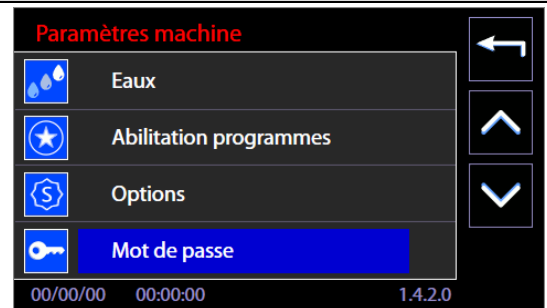 Paramètres machine
Eaux
Abilitation programmes
S
Options
Mot de passe
00/00/00 00:00:00 1.4.2.0